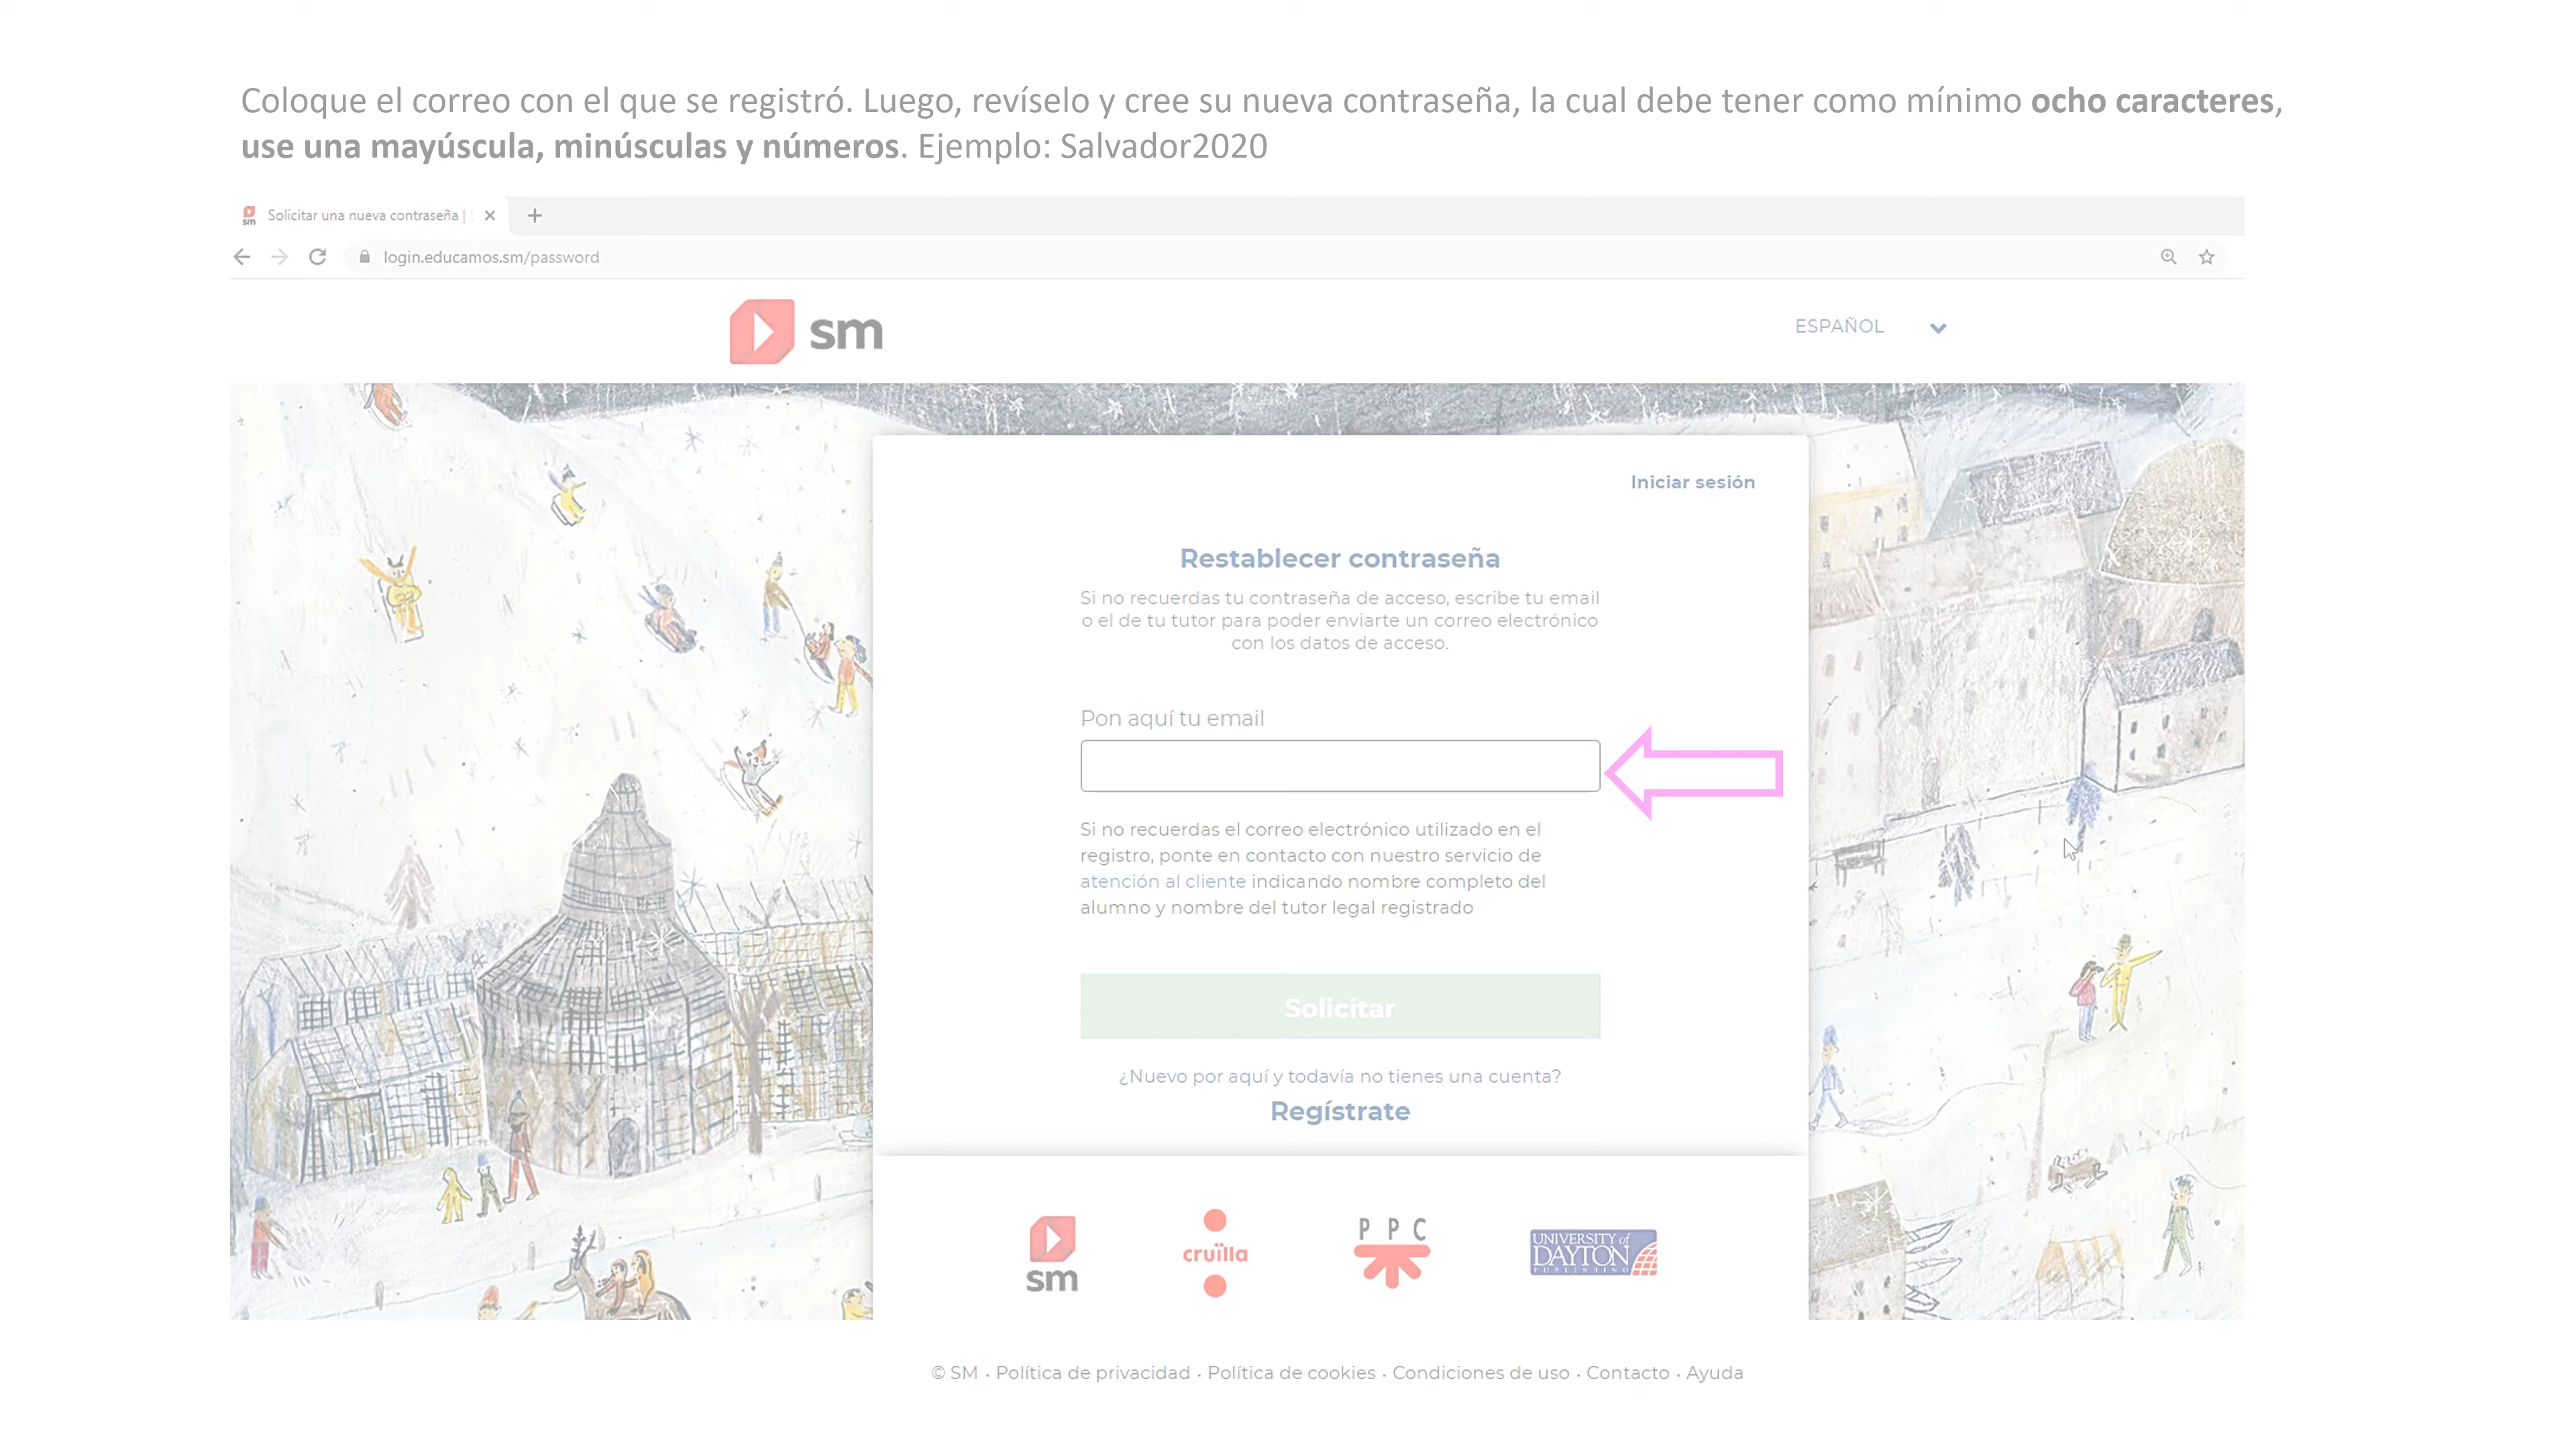 Coloque el correo con el que se registró. Luego, revíselo y cree su nueva contraseña, la cual debe tener como mínimo ocho caracteres,
use una mayúscula, minúsculas y números. Ejemplo: Salvador2020
sm Solicitar una nueva contraseña |
login.educamos.sm/password
sm
ESPAÑOL
Iniciar sesión
Restablecer contraseña
Si no recuerdas tu contraseña de acceso, escribe tu email
o el de tu tutor para poder enviarte un correo electrónico
con los datos de acceso.
Pon aquí tu email
Si no recuerdas el correo electrónico utilizado en el
registro, ponte en contacto con nuestro servicio de
atención al cliente indicando nombre completo del
alumno y nombre del tutor legal registrado
Solicitar
¿Nuevo por aquí y todavía no tienes una cuenta?
Regístrate
sm
cruïlla
PPC
UNIVERSITY of
DAYTON
PUBLISHING
© SM · Política de privacidad · Política de cookies · Condiciones de uso · Contacto · Ayuda